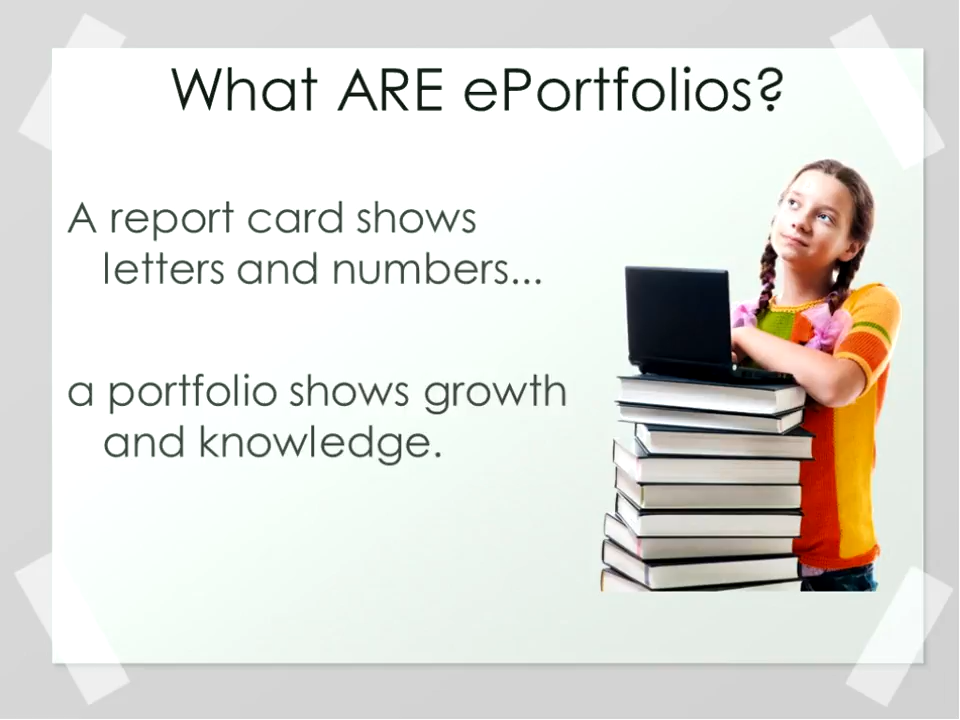 What ARE ePortfolios?
A report card shows
letters and numbers...
a portfolio shows growth
and knowledge.